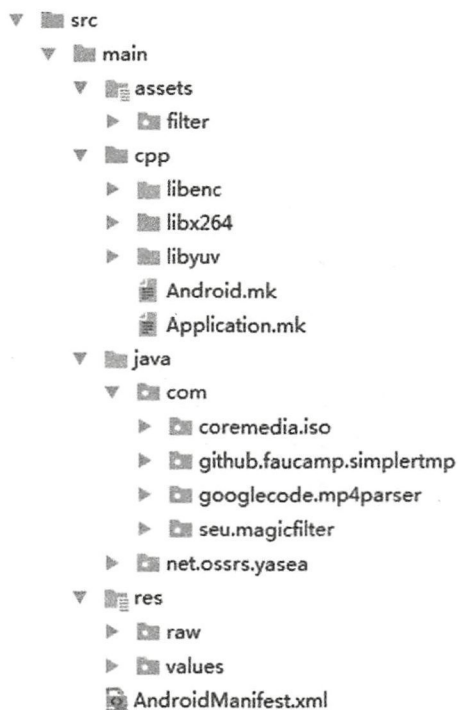 src
main
assets
filter
cpp
libenc
libx264
libyuv
Android.mk
Application.mk
java
com
coremedia.iso
github.faucamp.simplertmp
googlecode.mp4parser
seu.magicfilter
net.ossrs.yasea
res
raw
values
AndroidManifest.xml